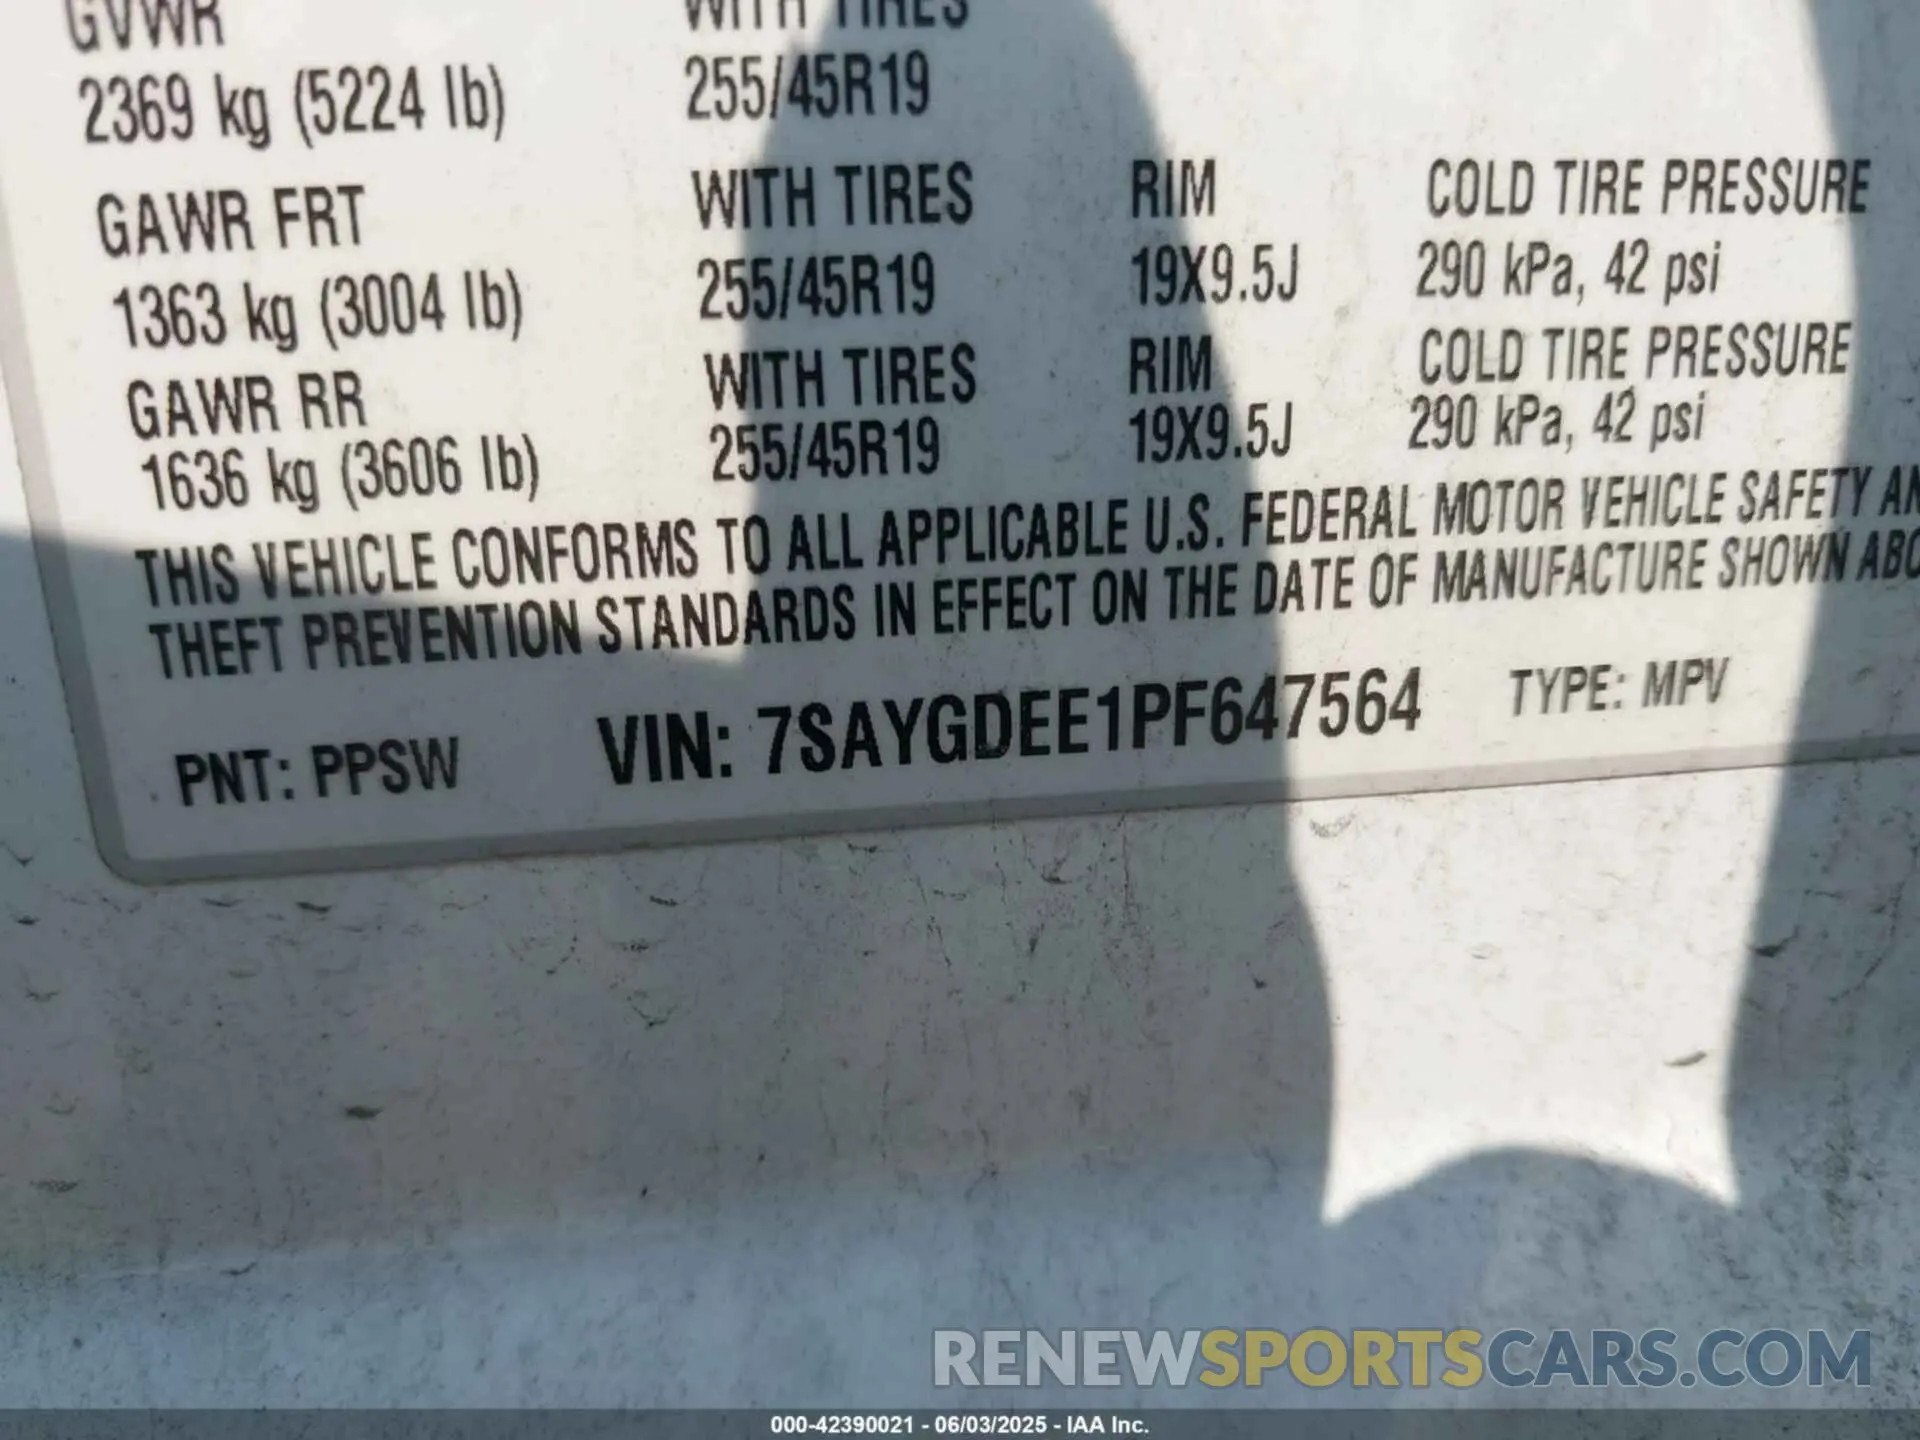 GVWR WITH TIRES
2369 kg (5224 lb) 255/45R19
GAWR FRT WITH TIRES RIM COLD TIRE PRESSURE
1363 kg (3004 lb) 255/45R19 19X9.5J 290 kPa, 42 psi
GAWR RR WITH TIRES RIM COLD TIRE PRESSURE
1636 kg (3606 lb) 255/45R19 19X9.5J 290 kPa, 42 psi
THIS VEHICLE CONFORMS TO ALL APPLICABLE U.S. FEDERAL MOTOR VEHICLE SAFETY AN
THEFT PREVENTION STANDARDS IN EFFECT ON THE DATE OF MANUFACTURE SHOWN ABO
PNT: PPSW VIN: 7SAYGDEE1PF647564 TYPE: MPV
RENEWSPORTSCARS.COM
000-42390021 - 06/03/2025 - IAA Inc.